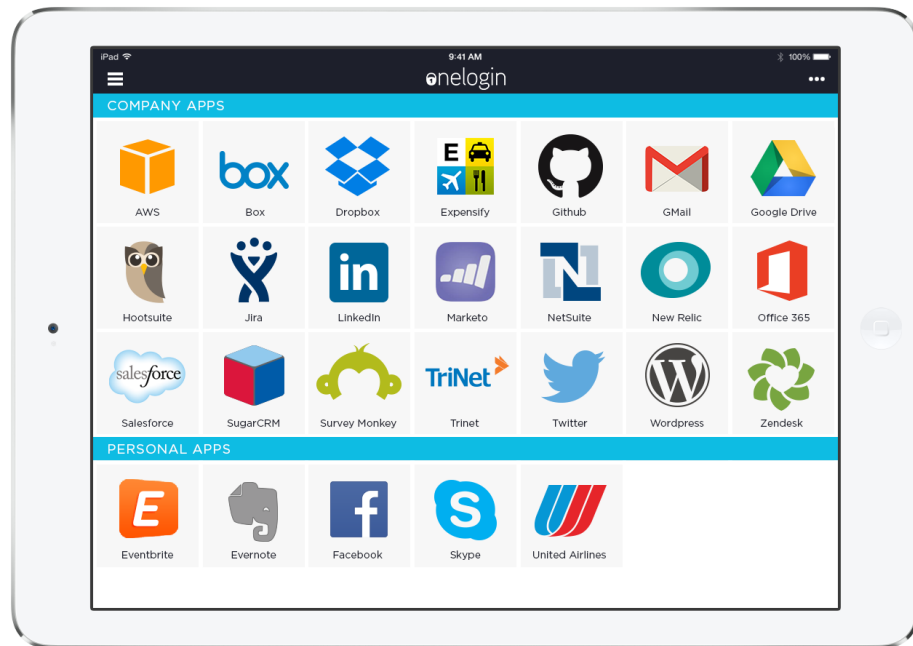 iPad 9:41 AM 100%
onelogin
COMPANY APPS
box
E
AWS Box Dropbox Expensify Github GMail Google Drive
in
N
Hootsuite Jira LinkedIn Marketo NetSuite New Relic Office 365
salesforce
TriNet
W
Salesforce SugarCRM Survey Monkey Trinet Twitter Wordpress Zendesk
PERSONAL APPS
E
f
S
Eventbrite Evernote Facebook Skype United Airlines